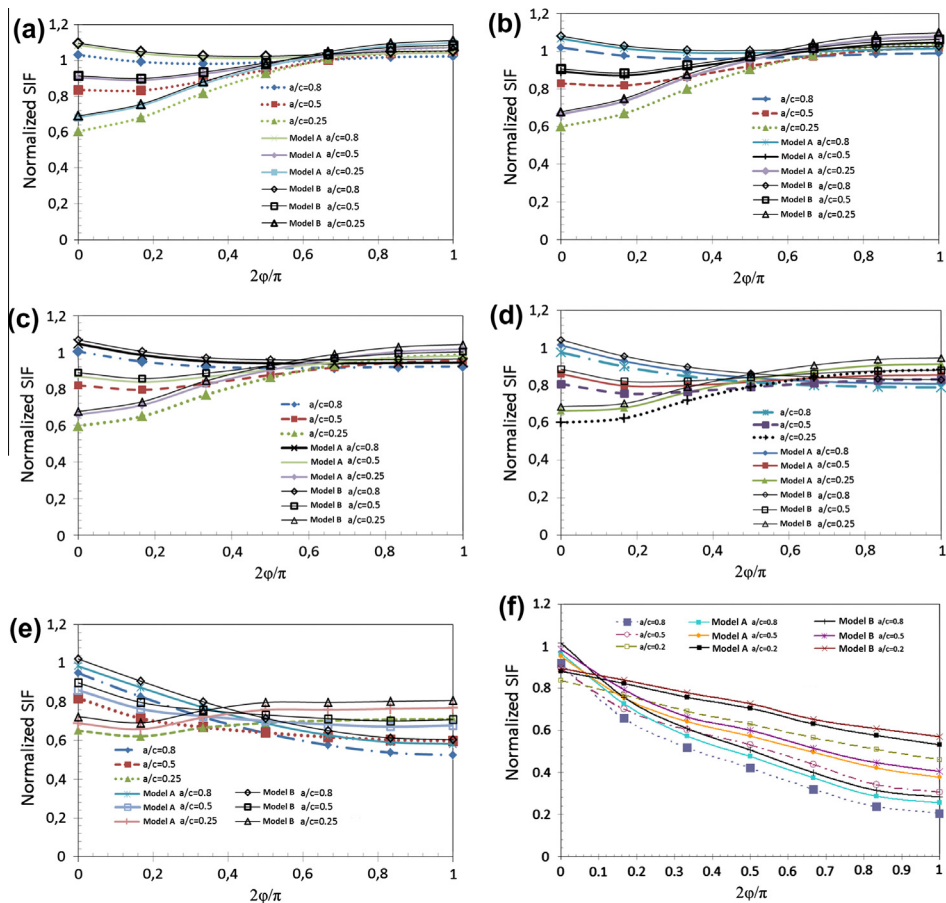 (a)
Normalized SIF
1,2
1
0,8
0,6
0,4
0,2
0
0 0,2 0,4 0,6 0,8 1
2φ/π
a/c=0.8
a/c=0.5
a/c=0.25
Model A a/c=0.8
Model A a/c=0.5
Model A a/c=0.25
Model B a/c=0.8
Model B a/c=0.5
Model B a/c=0.25
(b)
Normalized SIF
1,2
1
0,8
0,6
0,4
0,2
0
0 0,2 0,4 0,6 0,8 1
2φ/π
a/c=0.8
a/c=0.5
a/c=0.25
Model A a/c=0.8
Model A a/c=0.5
Model A a/c=0.25
Model B a/c=0.8
Model B a/c=0.5
Model B a/c=0.25
(c)
Normalized SIF
1,2
1
0,8
0,6
0,4
0,2
0
0 0,2 0,4 0,6 0,8 1
2φ/π
a/c=0.8
a/c=0.5
a/c=0.25
Model A a/c=0.8
Model A a/c=0.5
Model A a/c=0.25
Model B a/c=0.8
Model B a/c=0.5
Model B a/c=0.25
(d)
Normalized SIF
1,2
1
0,8
0,6
0,4
0,2
0
0 0,2 0,4 0,6 0,8 1
2φ/π
a/c=0.8
a/c=0.5
a/c=0.25
Model A a/c=0.8
Model A a/c=0.5
Model A a/c=0.25
Model B a/c=0.8
Model B a/c=0.5
Model B a/c=0.25
(e)
Normalized SIF
1,2
1
0,8
0,6
0,4
0,2
0
0 0,2 0,4 0,6 0,8 1
2φ/π
a/c=0.8
a/c=0.5
a/c=0.25
Model A a/c=0.8 Model B a/c=0.8
Model A a/c=0.5 Model B a/c=0.5
Model A a/c=0.25 Model B a/c=0.25
(f)
Normalized SIF
1.2
1
0.8
0.6
0.4
0.2
0
0 0.1 0.2 0.3 0.4 0.5 0.6 0.7 0.8 0.9 1
2φ/π
a/c=0.8 Model A a/c=0.8 Model B a/c=0.8
a/c=0.5 Model A a/c=0.5 Model B a/c=0.5
a/c=0.2 Model A a/c=0.2 Model B a/c=0.2